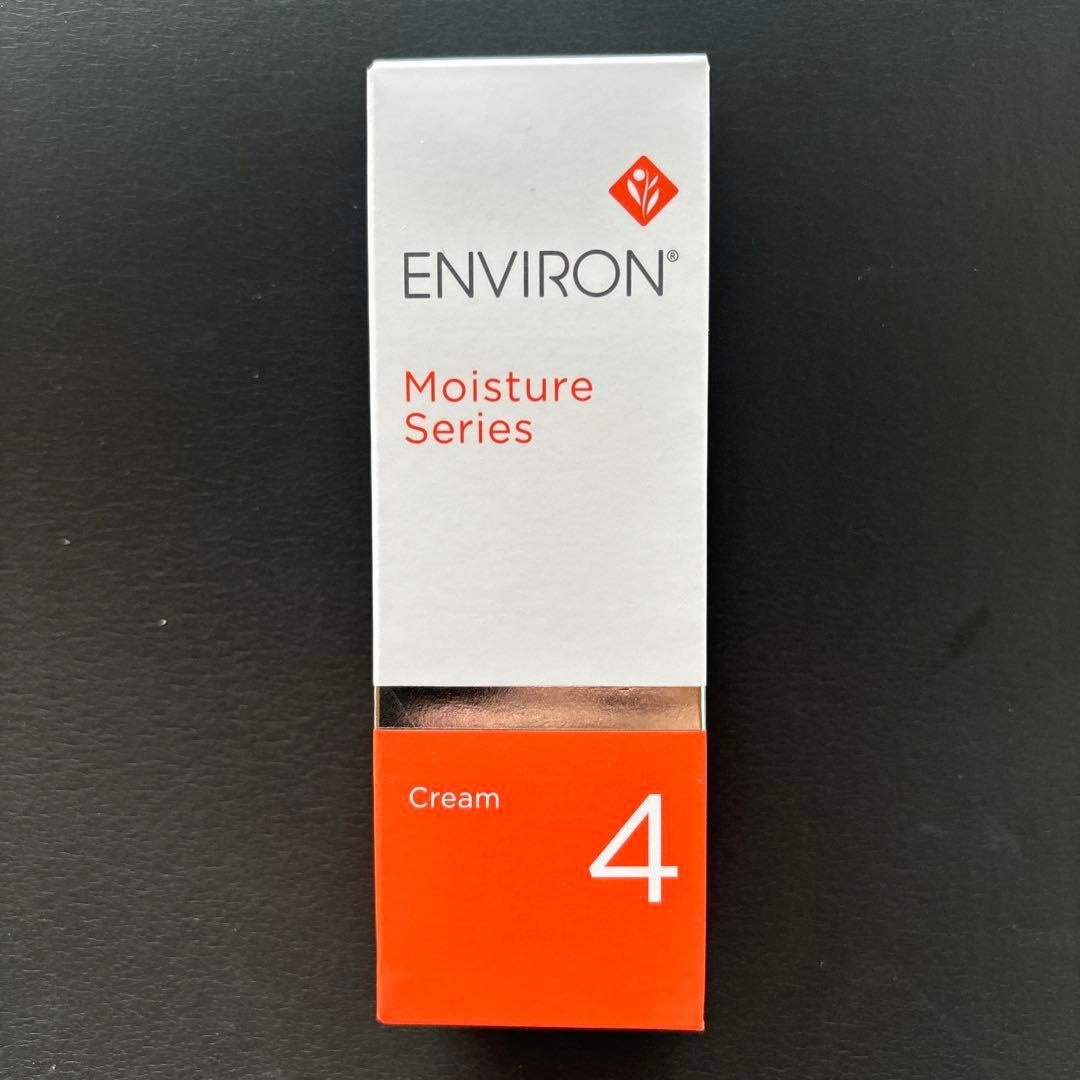 ENVIRON®
Moisture
Series
Cream
4